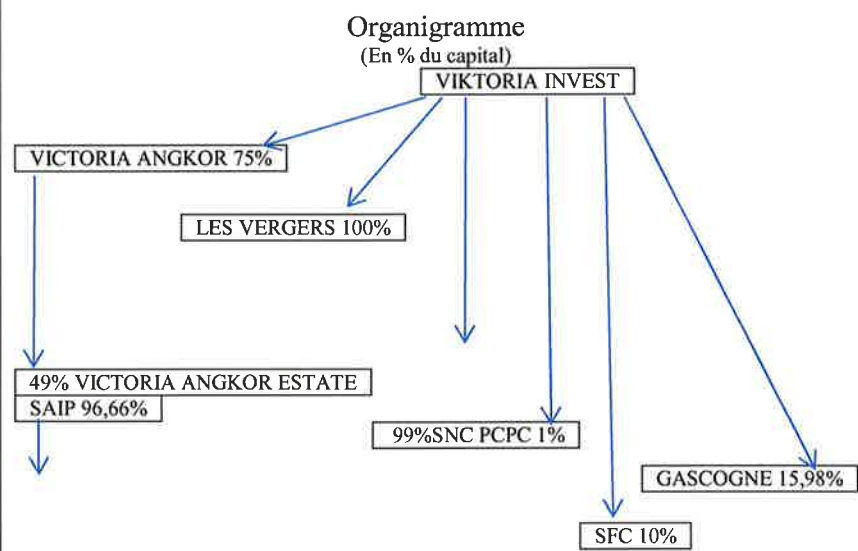 Organigramme
(En % du capital)
VIKTORIA INVEST
VICTORIA ANGKOR 75%
LES VERGERS 100%
49% VICTORIA ANGKOR ESTATE
SAIP 96,66%
99%SNC PCPC 1%
GASCOGNE 15,98%
SFC 10%